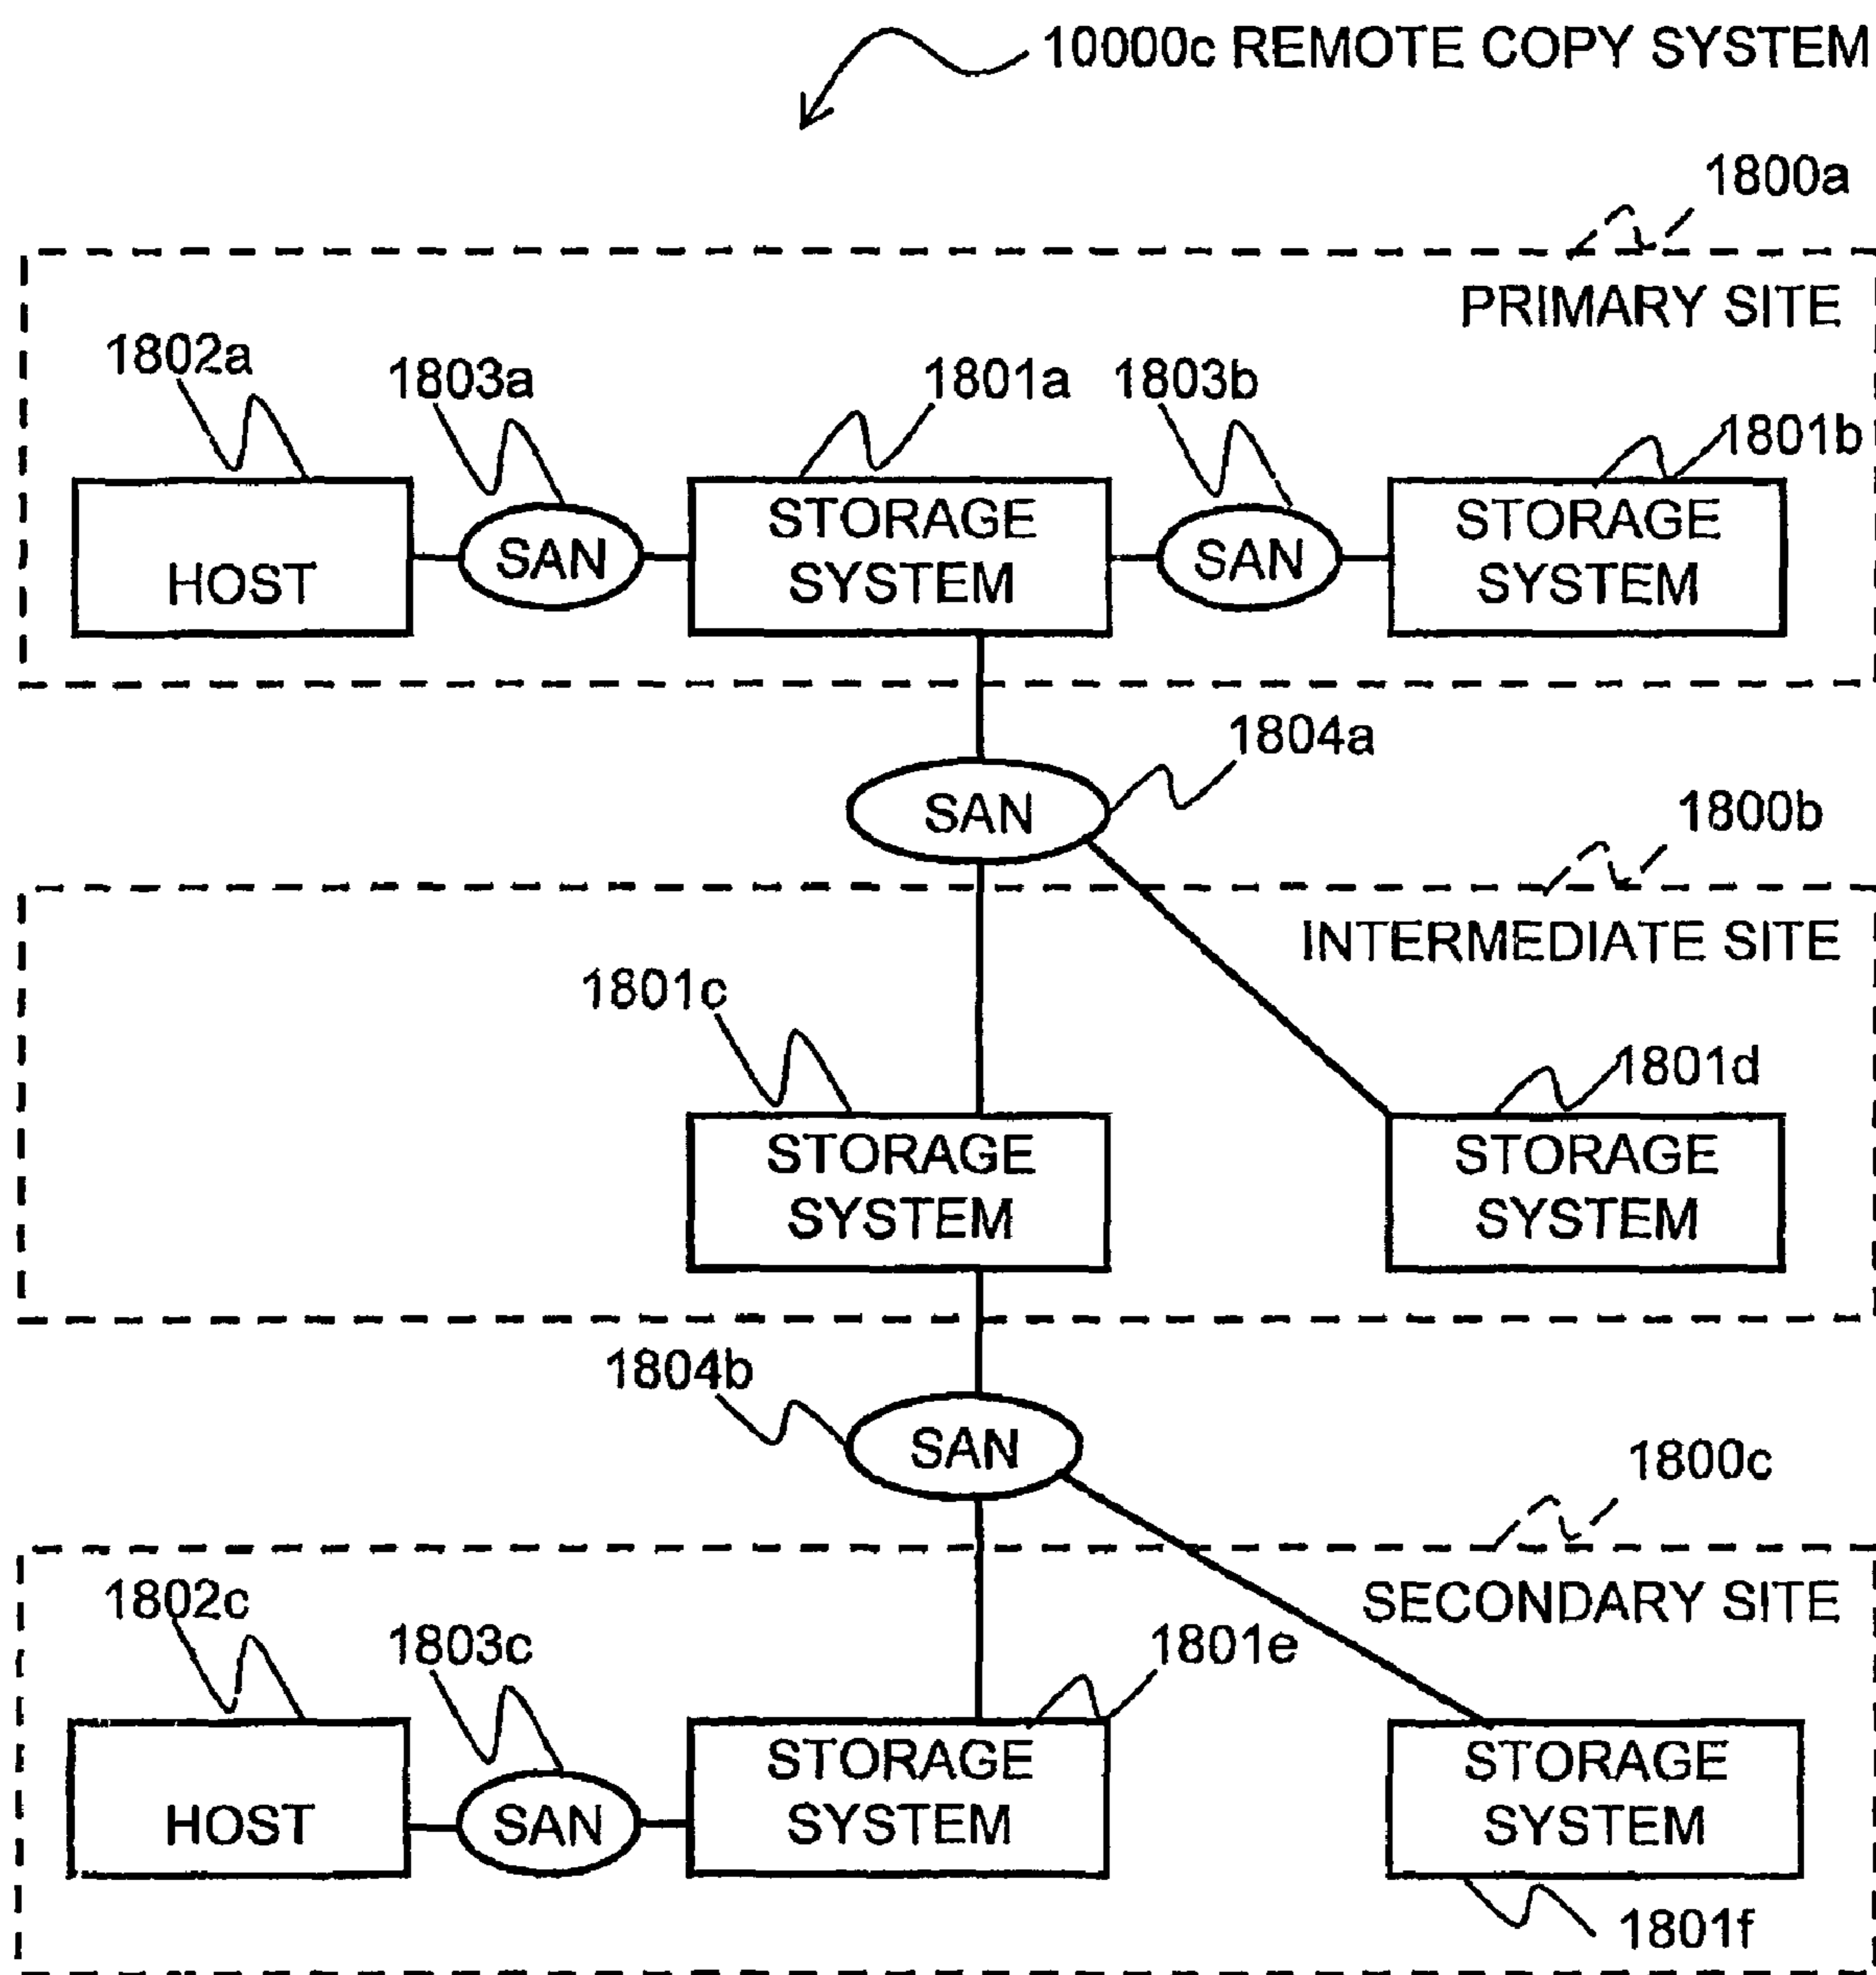 10000c REMOTE COPY SYSTEM
1800a
PRIMARY SITE
1802a
1803a
1801a
1803b
1801b
HOST
SAN
STORAGE
SYSTEM
SAN
STORAGE
SYSTEM
1804a
SAN
1800b
INTERMEDIATE SITE
1801c
1801d
STORAGE
SYSTEM
STORAGE
SYSTEM
1804b
SAN
1800c
SECONDARY SITE
1802c
1803c
1801e
HOST
SAN
STORAGE
SYSTEM
STORAGE
SYSTEM
1801f